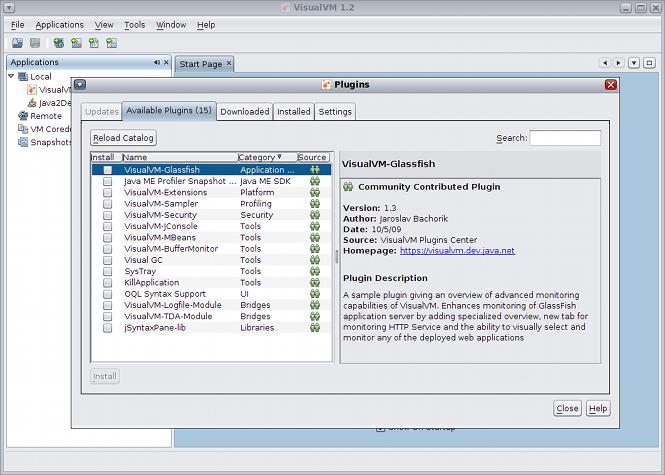 VisualVM 1.2
File Applications View Tools Window Help
Applications
Start Page
Local
VisualV
Java2De
Remote
VM Cored
Snapshots
Plugins
Updates Available Plugins (15) Downloaded Installed Settings
Reload Catalog
Search:
Install Name Category Source
VisualVM-Glassfish Application ...
Java ME Profiler Snapshot ... Java ME SDK
VisualVM-Extensions Platform
VisualVM-Sampler Profiling
VisualVM-Security Security
VisualVM-JConsole Tools
VisualVM-MBeans Tools
VisualVM-BufferMonitor Tools
Visual GC Tools
SysTray Tools
KillApplication Tools
OQL Syntax Support UI
VisualVM-Logfile-Module Bridges
VisualVM-TDA-Module Bridges
jSyntaxPane-lib Libraries
Install
VisualVM-Glassfish
Community Contributed Plugin
Version: 1.3
Author: Jaroslav Bachorik
Date: 10/5/09
Source: VisualVM Plugins Center
Homepage: https://visualvm.dev.java.net
Plugin Description
A sample plugin giving an overview of advanced monitoring
capabilities of VisualVM. Enhances monitoring of GlassFish
application server by adding specialized overview, new tab for
monitoring HTTP Service and the ability to visually select and
monitor any of the deployed web applications
Close Help
Show On Startup